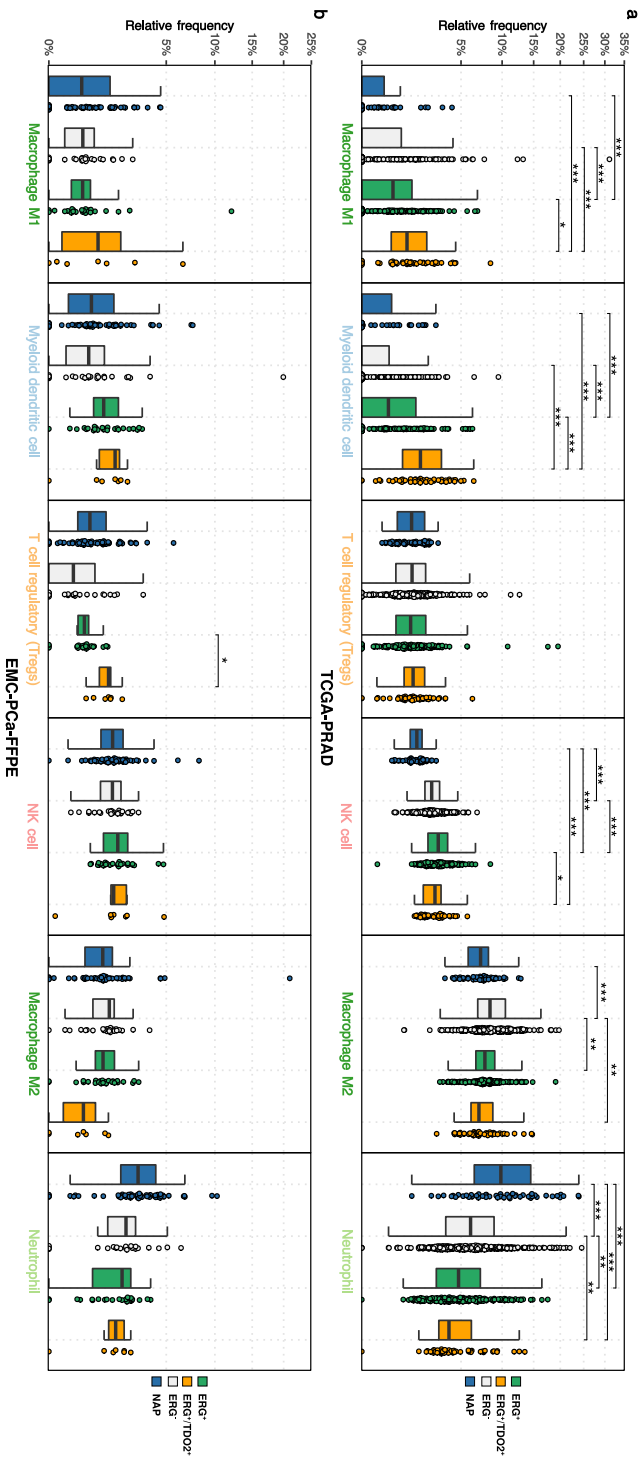 a
Relative frequency
35%
30%
25%
20%
15%
10%
5%
0%
***
***
***
***
*
***
***
***
***
***
***
***
***
***
*
***
**
**
***
***
**
***
**
Macrophage M1
Myeloid dendritic cell
T cell regulatory (Tregs)
NK cell
Macrophage M2
Neutrophil
TCGA-PRAD
ERG⁺
ERG⁺/TDO2⁺
ERG⁻
NAP
b
Relative frequency
25%
20%
15%
10%
5%
0%
*
Macrophage M1
Myeloid dendritic cell
T cell regulatory (Tregs)
NK cell
Macrophage M2
Neutrophil
EMC-PCa-FFPE
ERG⁺
ERG⁺/TDO2⁺
ERG⁻
NAP